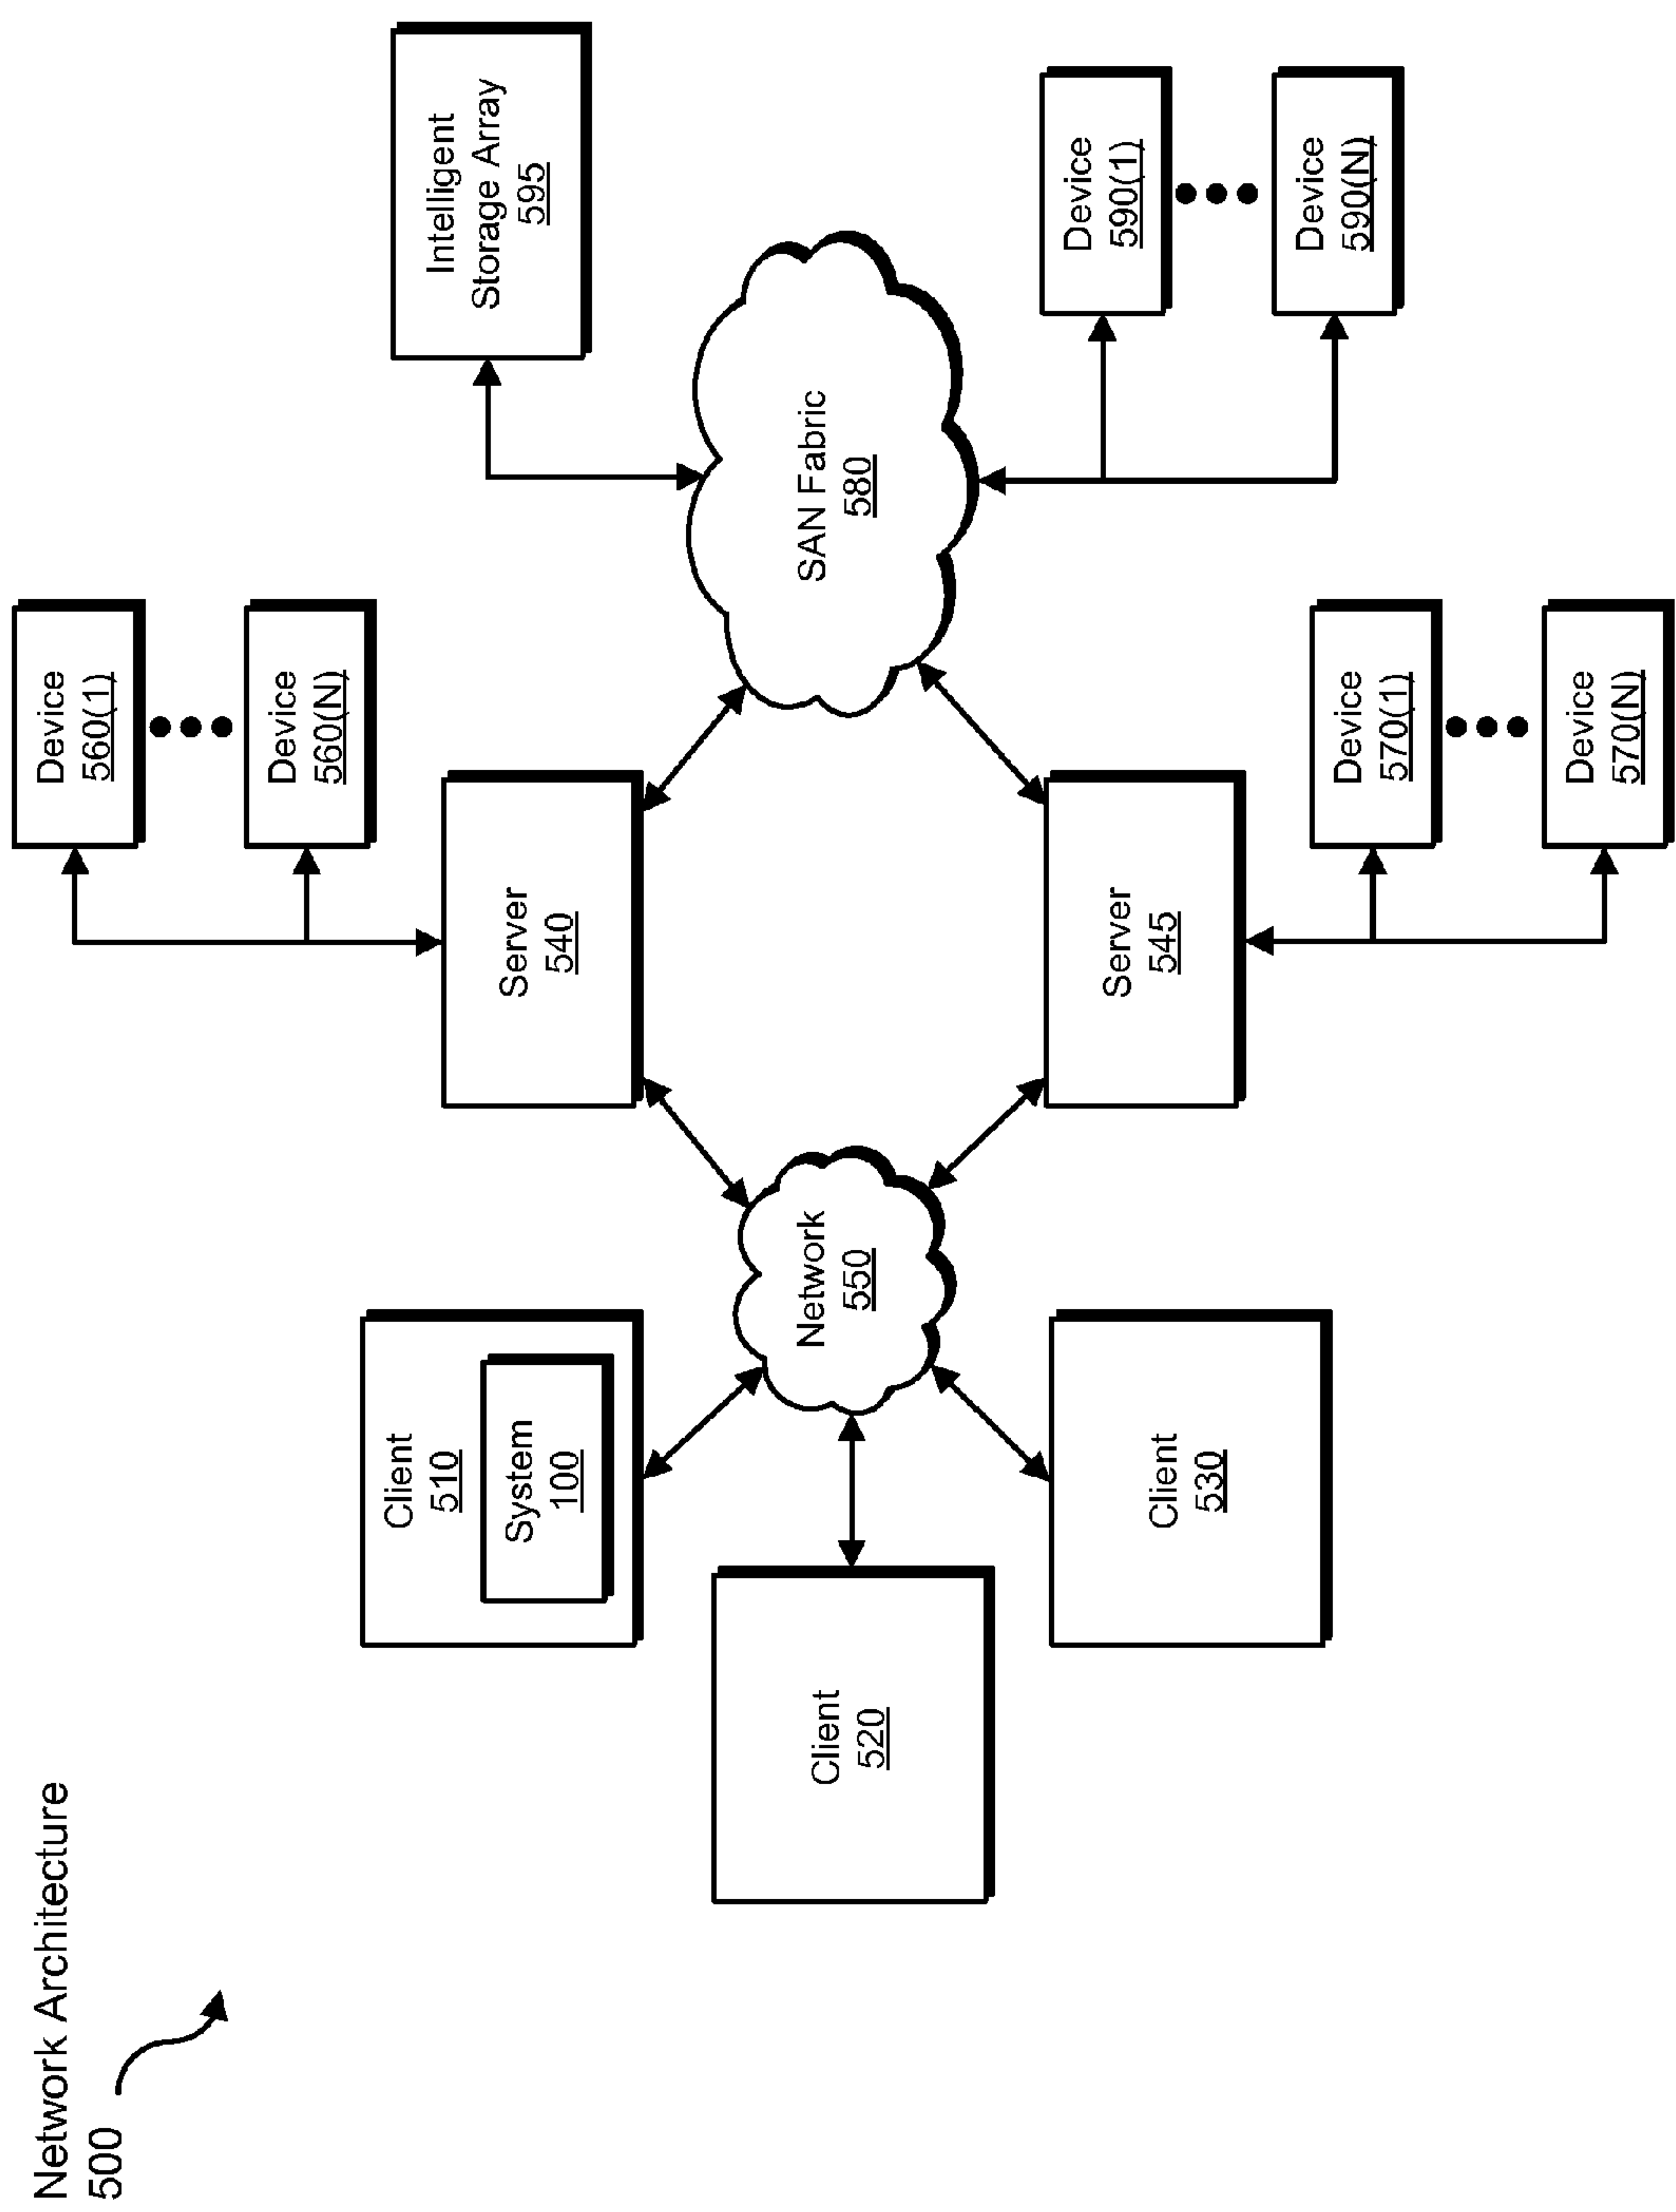 Network Architecture
500
Client
510
System
100
Client
520
Client
530
Network
550
Server
540
Server
545
Device
560(1)
Device
560(N)
Device
570(1)
Device
570(N)
SAN Fabric
580
Intelligent
Storage Array
595
Device
590(1)
Device
590(N)